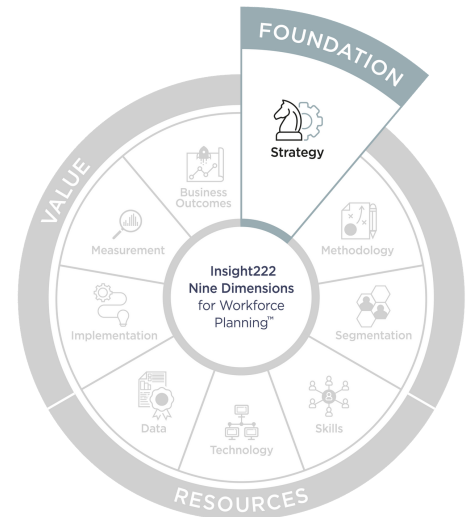 FOUNDATION
Strategy
VALUE
Business
Outcomes
Methodology
Measurement
Insight222
Nine Dimensions
for Workforce
Planning™
Implementation
Segmentation
Data
Technology
Skills
RESOURCES